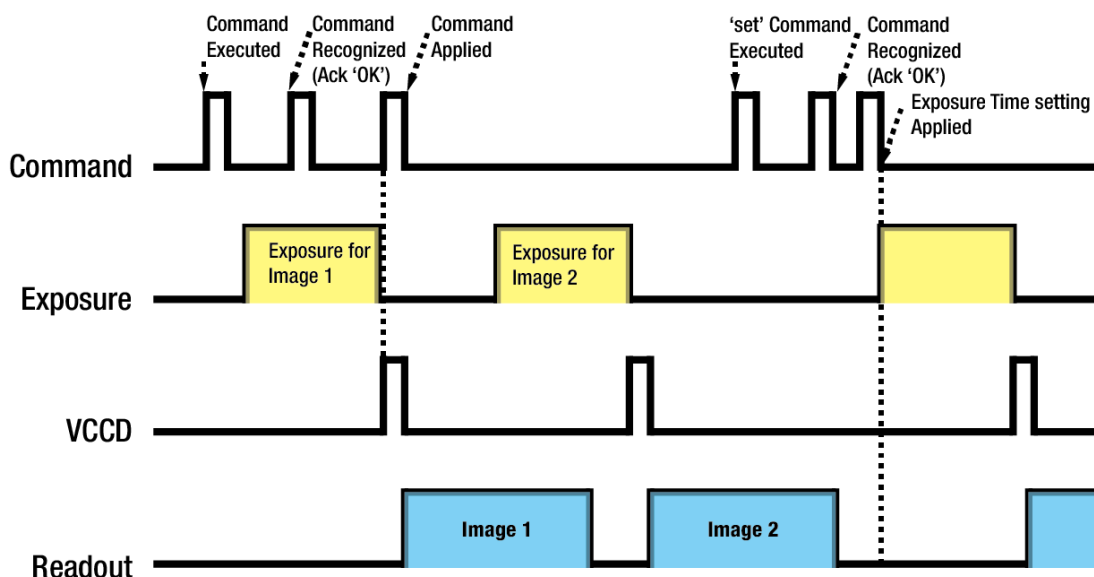 Command
Executed
Command
Recognized
(Ack ‘OK’)
Command
Applied
‘set’ Command
Executed
Command
Recognized
(Ack ‘OK’)
Exposure Time setting
Applied
Command
Exposure for
Image 1
Exposure for
Image 2
Exposure
VCCD
Image 1
Image 2
Readout